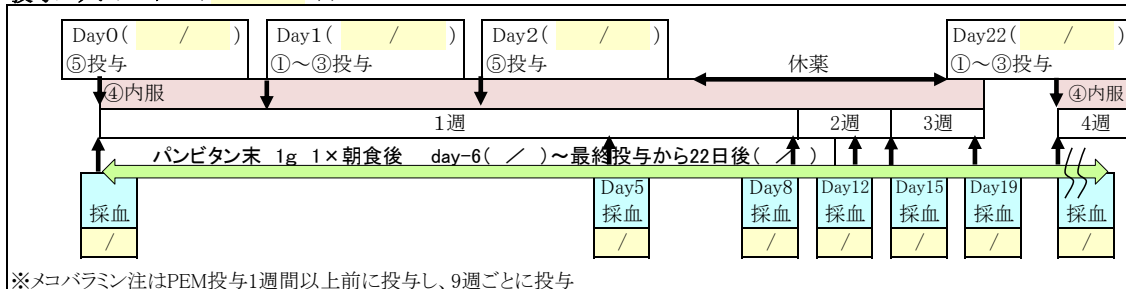 Day0( / ) Day1( / ) Day2( / ) Day22( / )
⑤投与 ①～③投与 ⑤投与 休薬 ①～③投与
④内服 ④内服
1週 2週 3週 4週
パンビタン末 1g 1×朝食後 day-6( / )～最終投与から22日後( / )
Day5 Day8 Day12 Day15 Day19
採血 採血 採血 採血 採血 採血 採血
/ / / / / / /
※メコバラミン注はPEM投与1週間以上前に投与し、9週ごとに投与